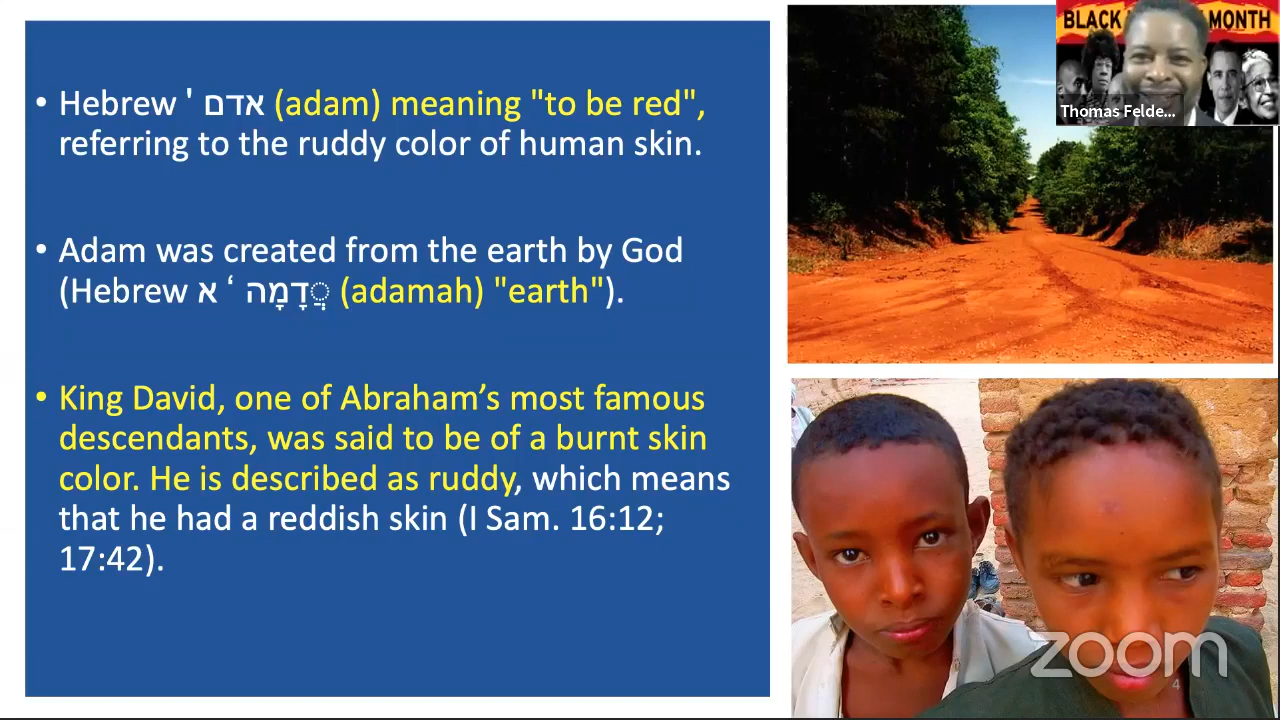 • Hebrew ' אדם (adam) meaning "to be red",
referring to the ruddy color of human skin.
• Adam was created from the earth by God
(Hebrew א ‘ ֲדָמָה (adamah) "earth").
• King David, one of Abraham’s most famous
descendants, was said to be of a burnt skin
color. He is described as ruddy, which means
that he had a reddish skin (I Sam. 16:12;
17:42).
BLACK MONTH
Thomas Felde...
zoom
4